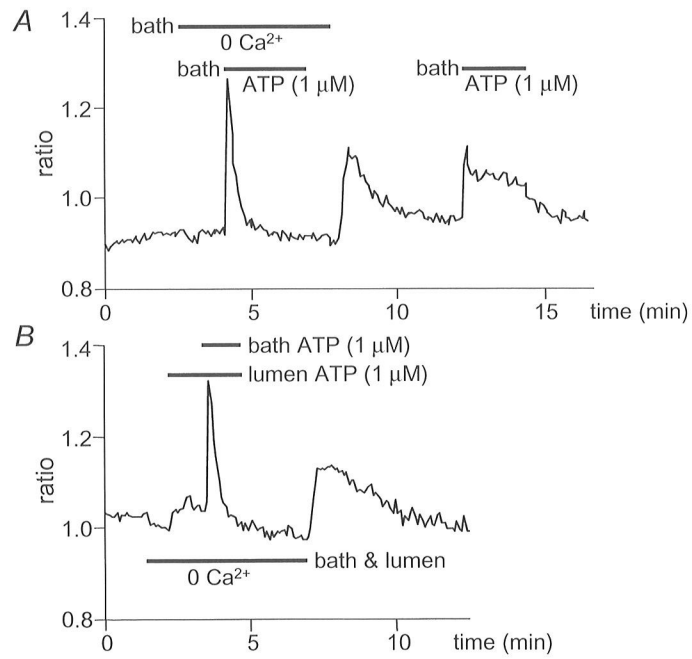 A
1.4
bath
0 Ca²⁺
bath
ATP (1 μM)
bath
ATP (1 μM)
1.2
ratio
1.0
0.8
0 5 10 15 time (min)
B
1.4
bath ATP (1 μM)
lumen ATP (1 μM)
1.2
ratio
1.0
bath & lumen
0 Ca²⁺
0.8
0 5 10 time (min)